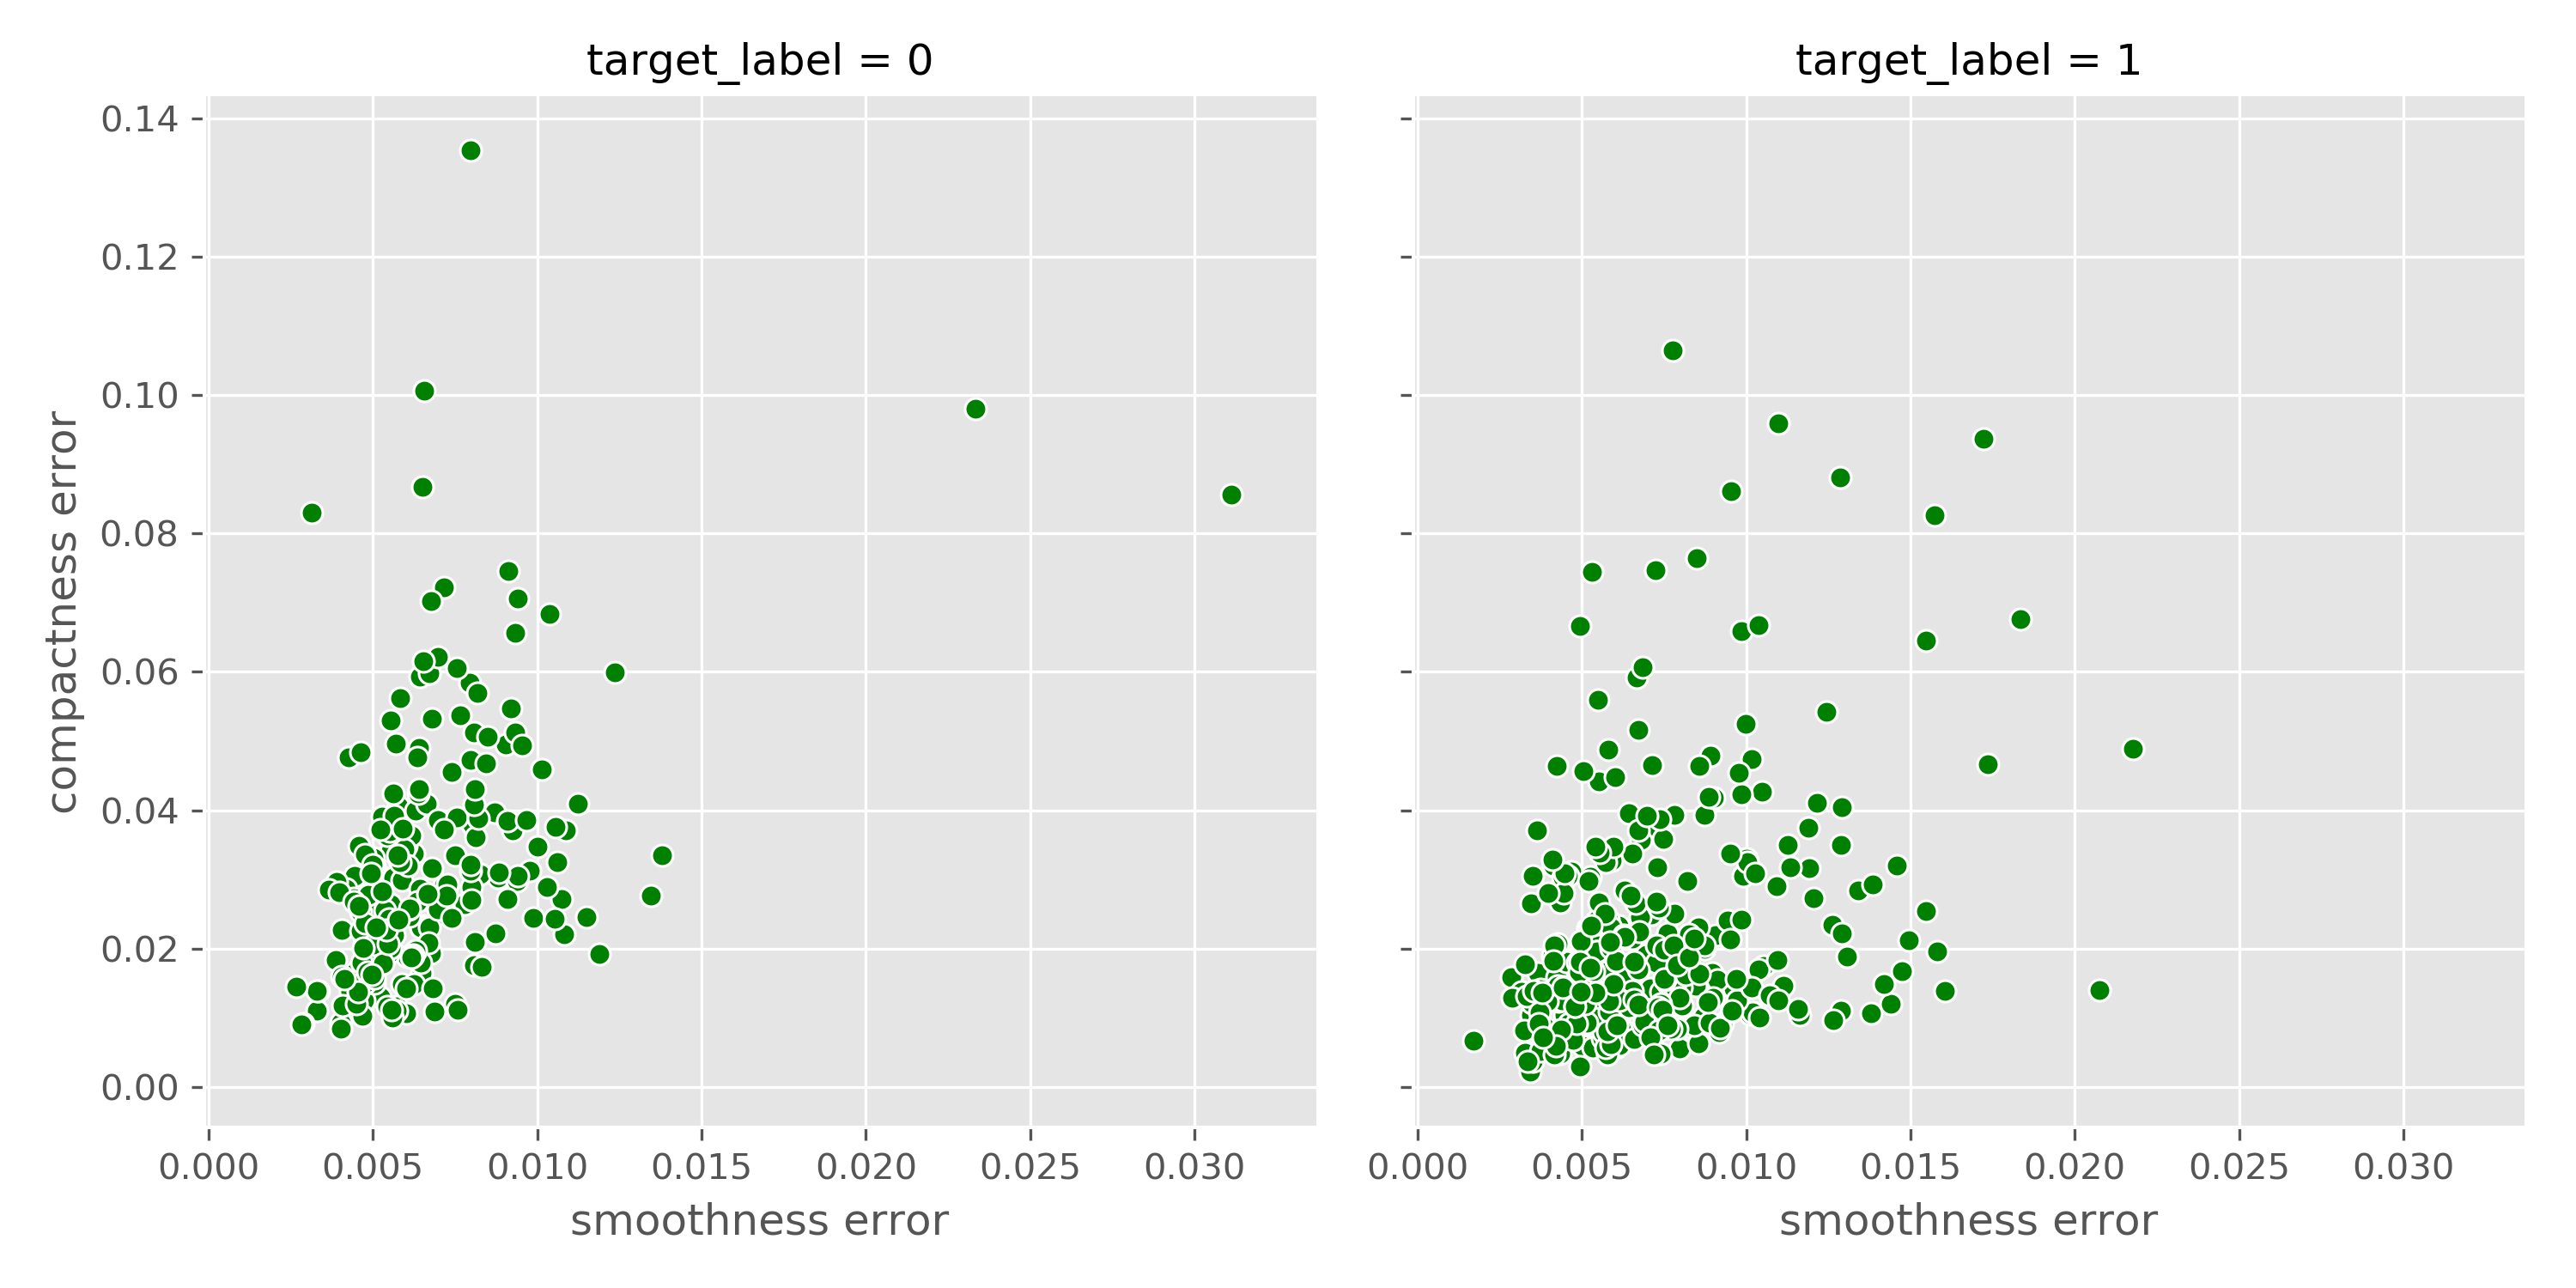 target_label = 0
target_label = 1
0.14
0.12
0.10
0.08
0.06
0.04
0.02
0.00
compactness error
0.000 0.005 0.010 0.015 0.020 0.025 0.030
0.000 0.005 0.010 0.015 0.020 0.025 0.030
smoothness error
smoothness error